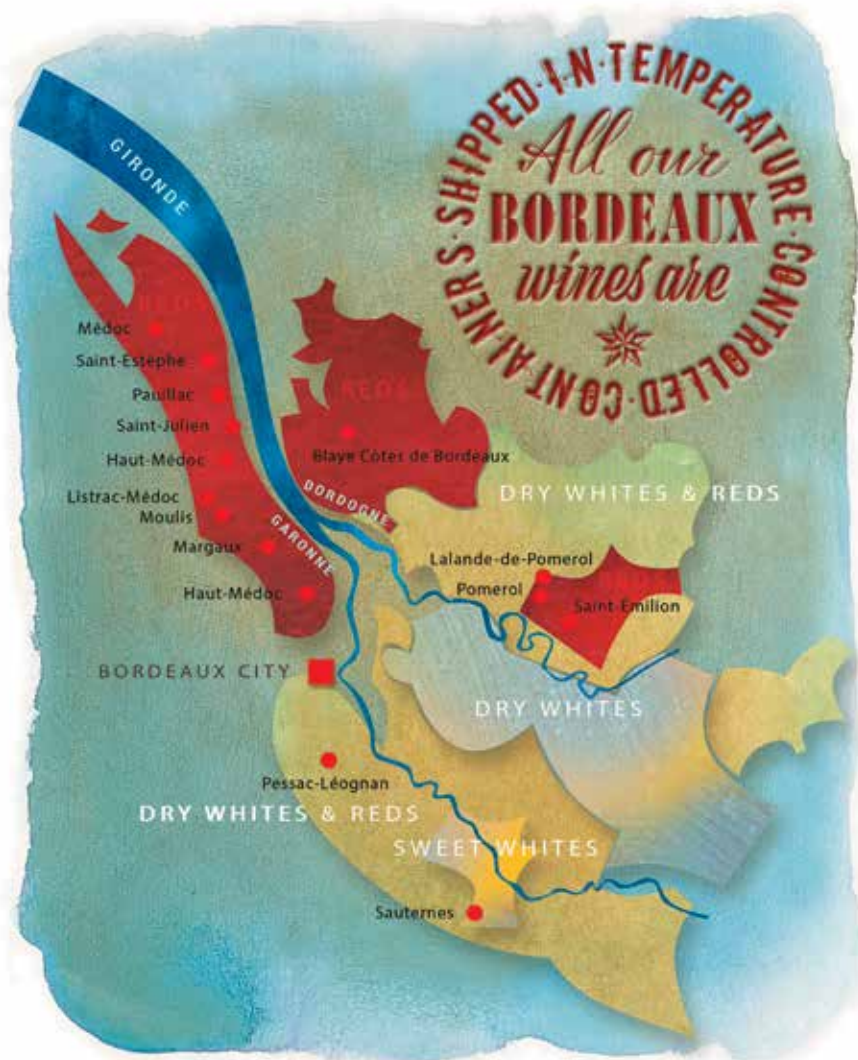 SHIPPED·IN·TEMPERATURE·CONTROLLED·CONTAINERS·
All our
BORDEAUX
wines are
GIRONDE
REDS
Médoc
Saint-Estèphe
Pauillac
Saint-Julien
Haut-Médoc
Listrac-Médoc
Moulis
Margaux
Haut-Médoc
REDS
Blaye Côtes de Bordeaux
DORDOGNE
GARONNE
DRY WHITES & REDS
Lalande-de-Pomerol
Pomerol
Saint-Emilion
BORDEAUX CITY
DRY WHITES
Pessac-Léognan
DRY WHITES & REDS
SWEET WHITES
Sauternes